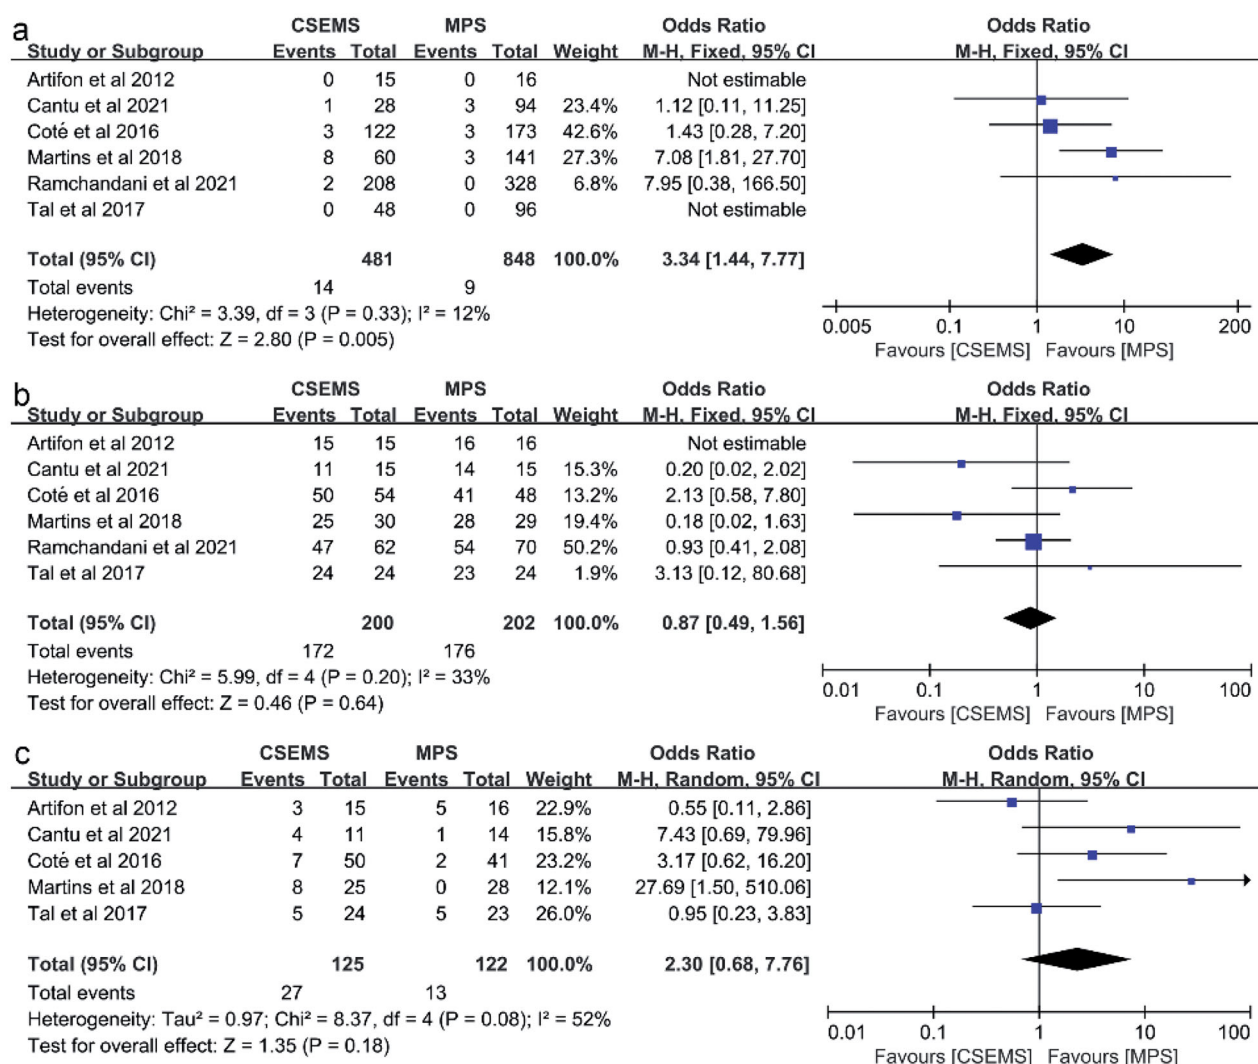 a
CSEMS MPS Odds Ratio Odds Ratio
Study or Subgroup Events Total Events Total Weight M-H, Fixed, 95% CI M-H, Fixed, 95% CI
Artifon et al 2012 0 15 0 16 Not estimable
Cantu et al 2021 1 28 3 94 23.4% 1.12 [0.11, 11.25]
Coté et al 2016 3 122 3 173 42.6% 1.43 [0.28, 7.20]
Martins et al 2018 8 60 3 141 27.3% 7.08 [1.81, 27.70]
Ramchandani et al 2021 2 208 0 328 6.8% 7.95 [0.38, 166.50]
Tal et al 2017 0 48 0 96 Not estimable
Total (95% CI) 481 848 100.0% 3.34 [1.44, 7.77]
Total events 14 9
Heterogeneity: Chi² = 3.39, df = 3 (P = 0.33); I² = 12%
Test for overall effect: Z = 2.80 (P = 0.005)
0.005 0.1 1 10 200
Favours [CSEMS] Favours [MPS]
b
CSEMS MPS Odds Ratio Odds Ratio
Study or Subgroup Events Total Events Total Weight M-H, Fixed, 95% CI M-H, Fixed, 95% CI
Artifon et al 2012 15 15 16 16 Not estimable
Cantu et al 2021 11 15 14 15 15.3% 0.20 [0.02, 2.02]
Coté et al 2016 50 54 41 48 13.2% 2.13 [0.58, 7.80]
Martins et al 2018 25 30 28 29 19.4% 0.18 [0.02, 1.63]
Ramchandani et al 2021 47 62 54 70 50.2% 0.93 [0.41, 2.08]
Tal et al 2017 24 24 23 24 1.9% 3.13 [0.12, 80.68]
Total (95% CI) 200 202 100.0% 0.87 [0.49, 1.56]
Total events 172 176
Heterogeneity: Chi² = 5.99, df = 4 (P = 0.20); I² = 33%
Test for overall effect: Z = 0.46 (P = 0.64)
0.01 0.1 1 10 100
Favours [CSEMS] Favours [MPS]
c
CSEMS MPS Odds Ratio Odds Ratio
Study or Subgroup Events Total Events Total Weight M-H, Random, 95% CI M-H, Random, 95% CI
Artifon et al 2012 3 15 5 16 22.9% 0.55 [0.11, 2.86]
Cantu et al 2021 4 11 1 14 15.8% 7.43 [0.69, 79.96]
Coté et al 2016 7 50 2 41 23.2% 3.17 [0.62, 16.20]
Martins et al 2018 8 25 0 28 12.1% 27.69 [1.50, 510.06]
Tal et al 2017 5 24 5 23 26.0% 0.95 [0.23, 3.83]
Total (95% CI) 125 122 100.0% 2.30 [0.68, 7.76]
Total events 27 13
Heterogeneity: Tau² = 0.97; Chi² = 8.37, df = 4 (P = 0.08); I² = 52%
Test for overall effect: Z = 1.35 (P = 0.18)
0.01 0.1 1 10 100
Favours [CSEMS] Favours [MPS]